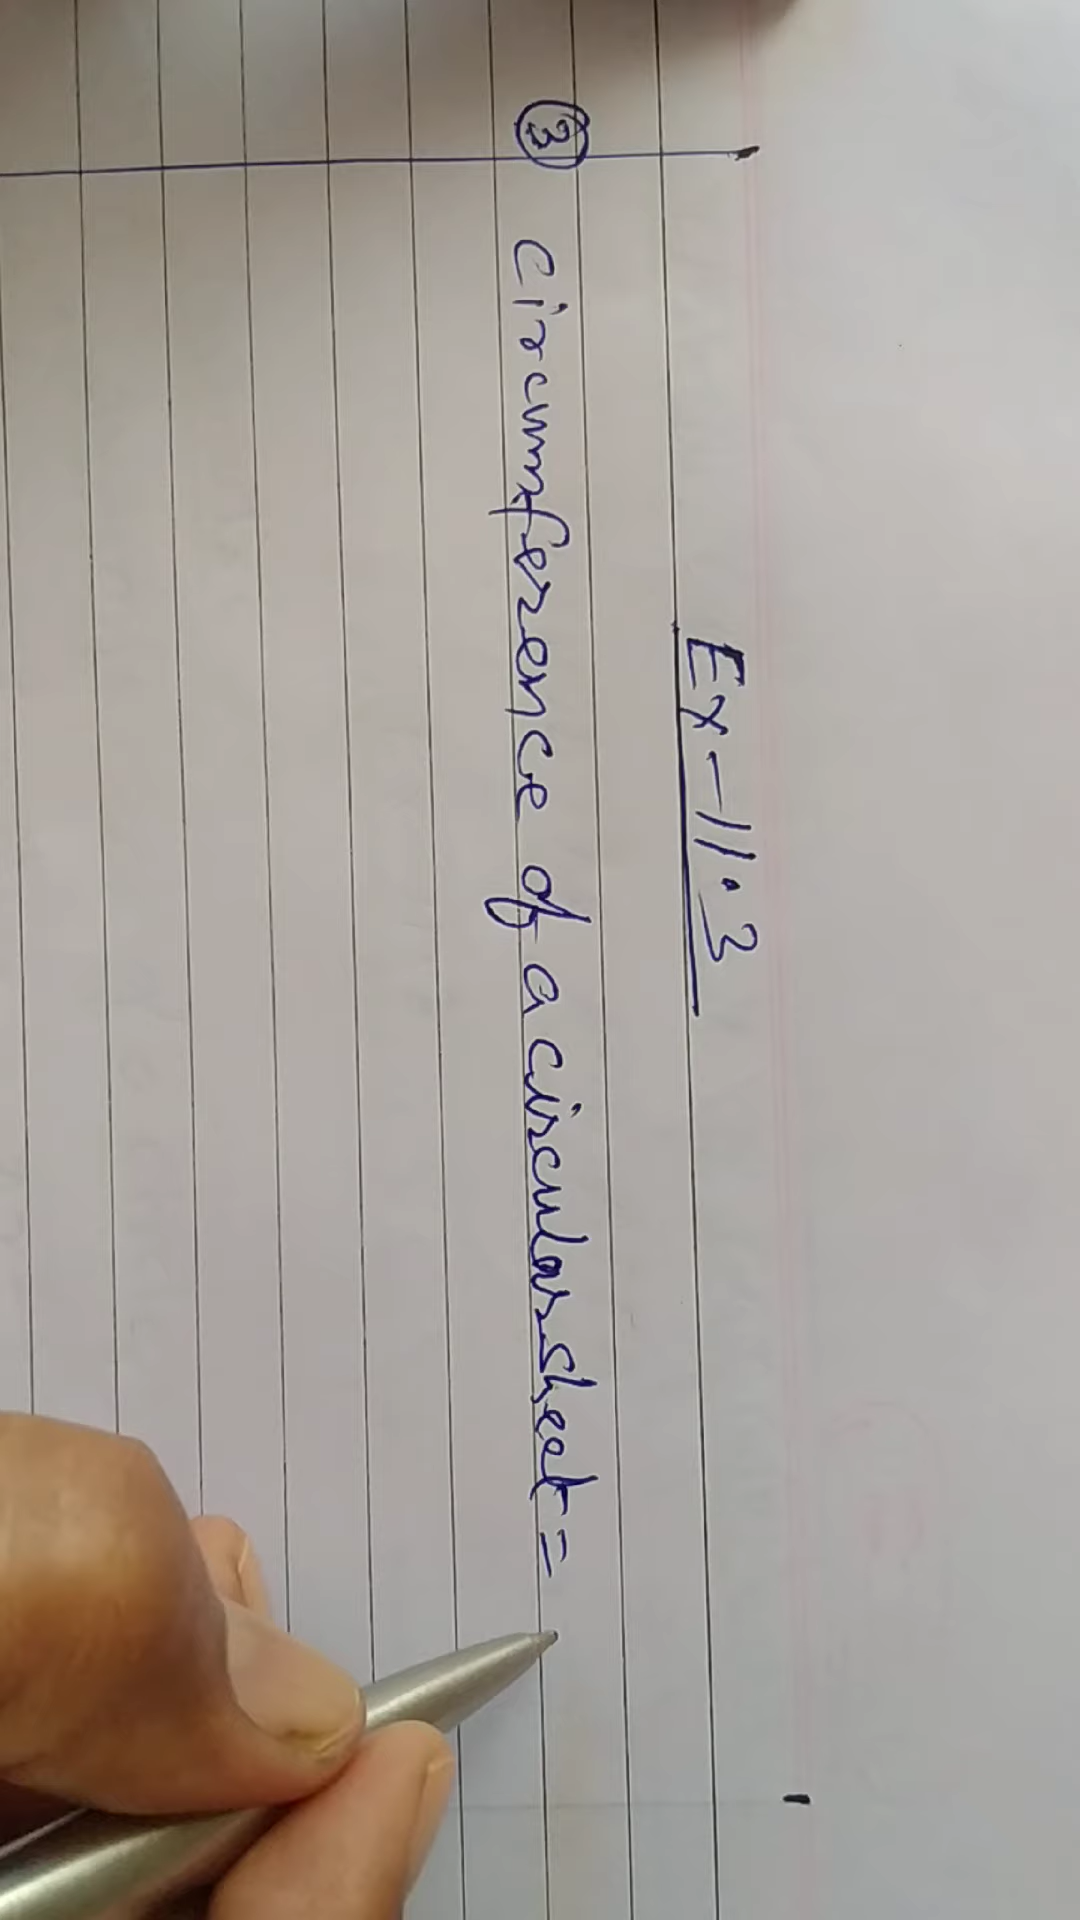 Ex-11.3
③ Circumference of a circular sheet =